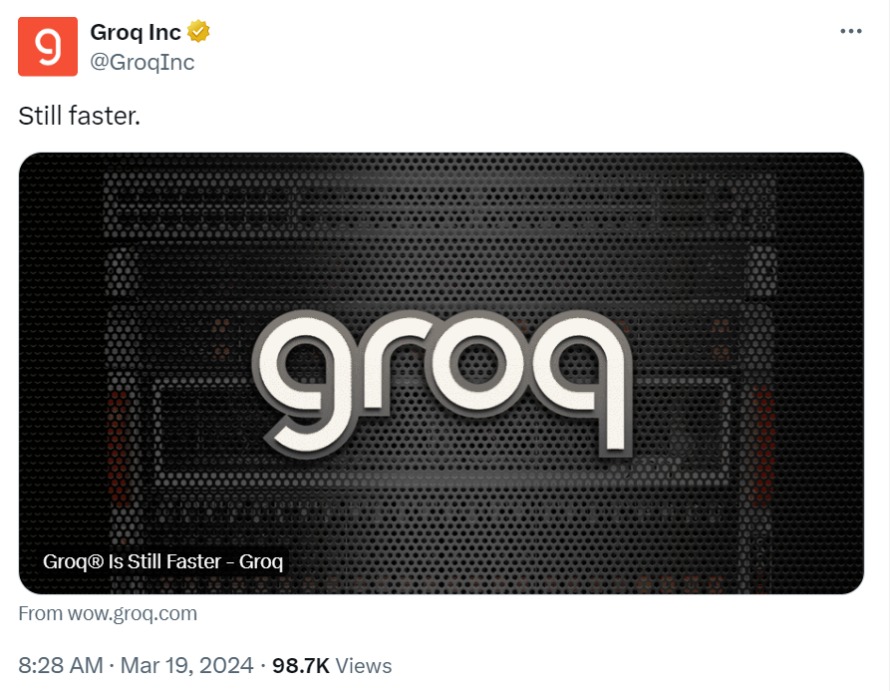 Groq Inc
@GroqInc
Still faster.
groq
Groq® Is Still Faster – Groq
From wow.groq.com
8:28 AM · Mar 19, 2024 · 98.7K Views